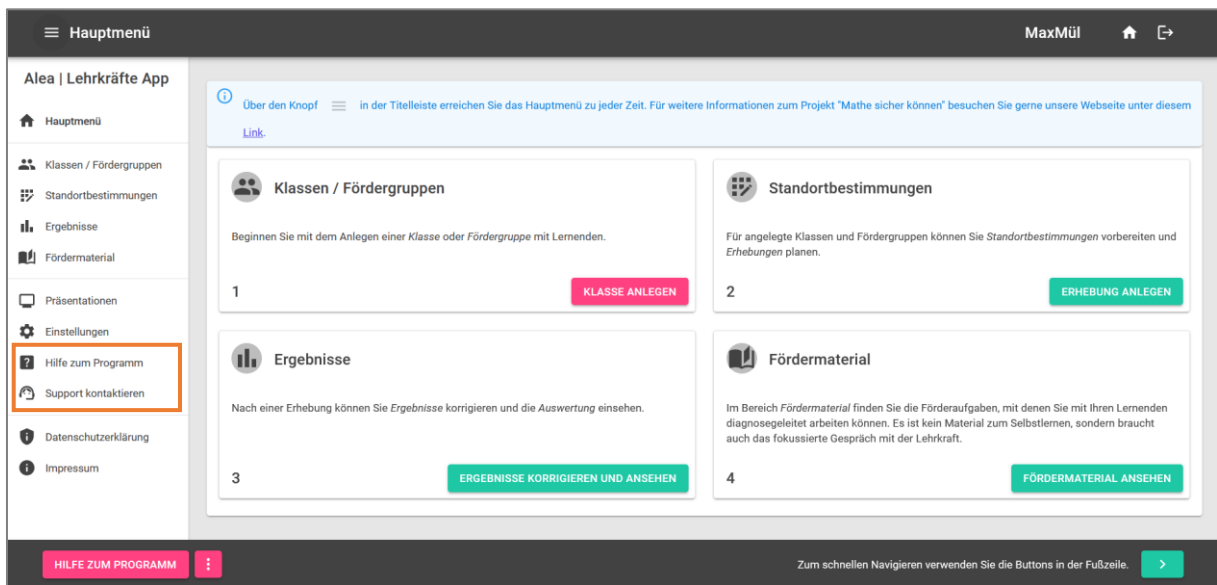 Hauptmenü
MaxMül
Alea | Lehrkräfte App
Hauptmenü
Klassen / Fördergruppen
Standortbestimmungen
Ergebnisse
Fördermaterial
Präsentationen
Einstellungen
Hilfe zum Programm
Support kontaktieren
Datenschutzerklärung
Impressum
Über den Knopf in der Titelleiste erreichen Sie das Hauptmenü zu jeder Zeit. Für weitere Informationen zum Projekt "Mathe sicher können" besuchen Sie gerne unsere Webseite unter diesem
Link.
Klassen / Fördergruppen
Beginnen Sie mit dem Anlegen einer Klasse oder Fördergruppe mit Lernenden.
1
KLASSE ANLEGEN
Standortbestimmungen
Für angelegte Klassen und Fördergruppen können Sie Standortbestimmungen vorbereiten und
Erhebungen planen.
2
ERHEBUNG ANLEGEN
Ergebnisse
Nach einer Erhebung können Sie Ergebnisse korrigieren und die Auswertung einsehen.
3
ERGEBNISSE KORRIGIEREN UND ANSEHEN
Fördermaterial
Im Bereich Fördermaterial finden Sie die Förderaufgaben, mit denen Sie mit Ihren Lernenden
diagnosegeleitet arbeiten können. Es ist kein Material zum Selbstlernen, sondern braucht
auch das fokussierte Gespräch mit der Lehrkraft.
4
FÖRDERMATERIAL ANSEHEN
HILFE ZUM PROGRAMM
Zum schnellen Navigieren verwenden Sie die Buttons in der Fußzeile.